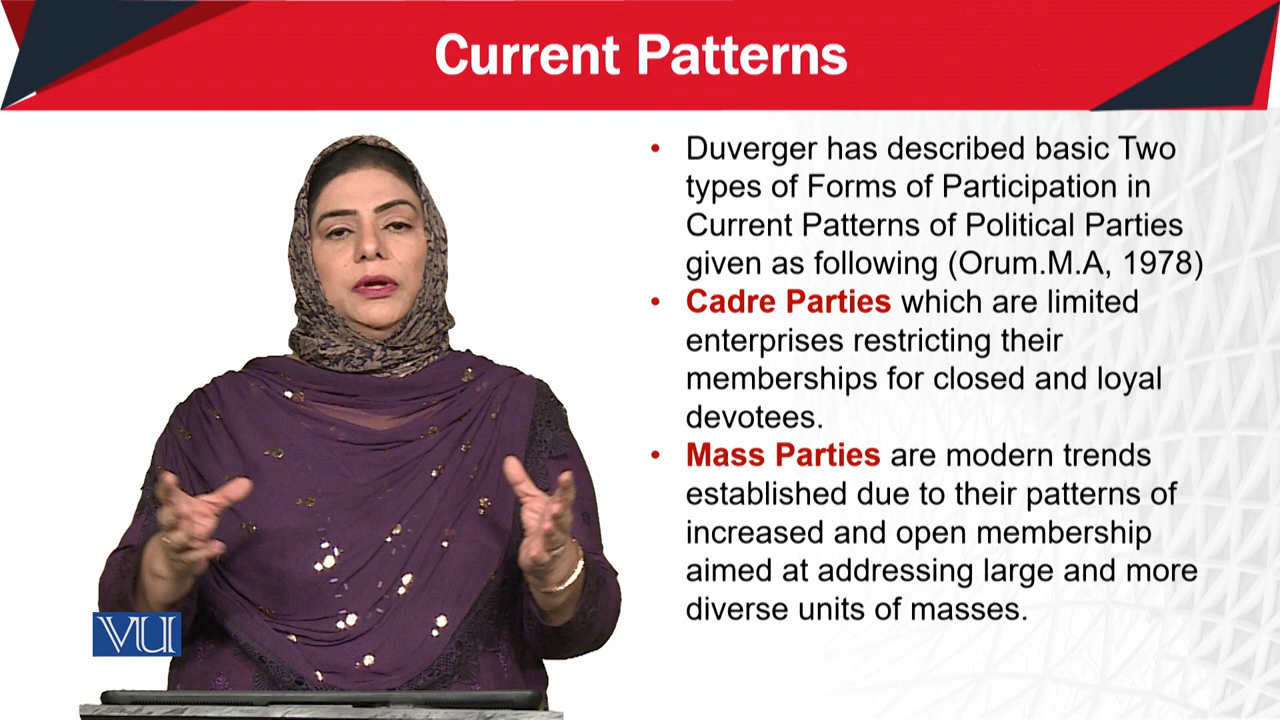 Current Patterns
• Duverger has described basic Two
types of Forms of Participation in
Current Patterns of Political Parties
given as following (Orum.M.A, 1978)
• Cadre Parties which are limited
enterprises restricting their
memberships for closed and loyal
devotees.
• Mass Parties are modern trends
established due to their patterns of
increased and open membership
aimed at addressing large and more
diverse units of masses.
VU